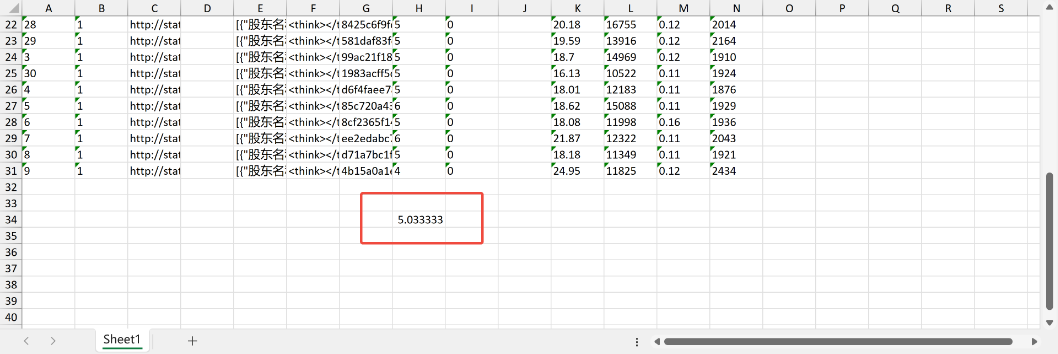 A B C D E F G H I J K L M N O P Q R S
22 28 1 http://stat [{"股东名 <think></t 8425c6f9f 5 0 20.18 16755 0.12 2014
23 29 1 http://stat [{"股东名 <think></t 581daf83f 5 0 19.59 13916 0.12 2164
24 3 1 http://stat [{"股东名 <think></t 99ac21f18 5 0 18.7 14969 0.12 1910
25 30 1 http://stat [{"股东名 <think></t 1983acff5 5 0 16.13 10522 0.11 1924
26 4 1 http://stat [{"股东名 <think></t d6f4faee7 5 0 18.01 12183 0.11 1876
27 5 1 http://stat [{"股东名 <think></t 85c720a43 6 0 18.62 15088 0.11 1929
28 6 1 http://stat [{"股东名 <think></t 8cf2365f1 5 0 18.08 11998 0.16 1936
29 7 1 http://stat [{"股东名 <think></t ee2edabc 6 0 21.87 12322 0.11 2043
30 8 1 http://stat [{"股东名 <think></t d71a7bc1f 5 0 18.18 11349 0.11 1921
31 9 1 http://stat [{"股东名 <think></t 4b15a0a1 4 0 24.95 11825 0.12 2434
32
33
34 5.033333
35
36
37
38
39
40
Sheet1